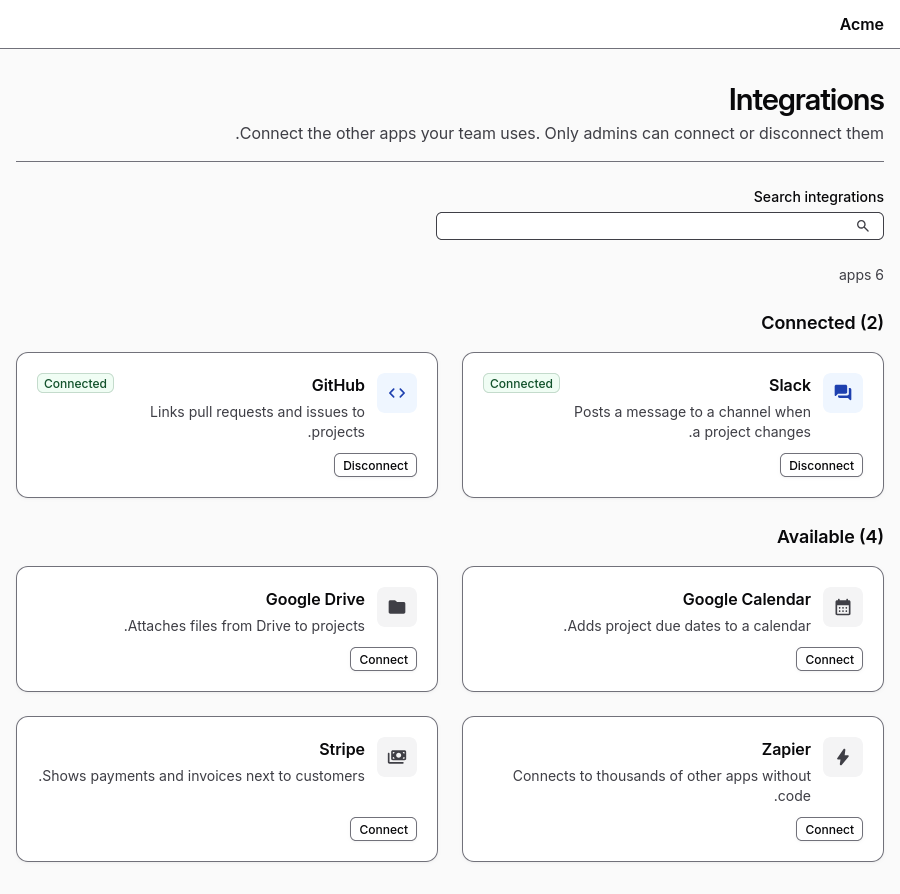 Acme
Integrations
.Connect the other apps your team uses. Only admins can connect or disconnect them
Search integrations
apps 6
Connected (2)
Slack
Connected
Posts a message to a channel when
.a project changes
Disconnect
GitHub
Connected
Links pull requests and issues to
.projects
Disconnect
Available (4)
Google Calendar
.Adds project due dates to a calendar
Connect
Google Drive
.Attaches files from Drive to projects
Connect
Zapier
Connects to thousands of other apps without
.code
Connect
Stripe
.Shows payments and invoices next to customers
Connect